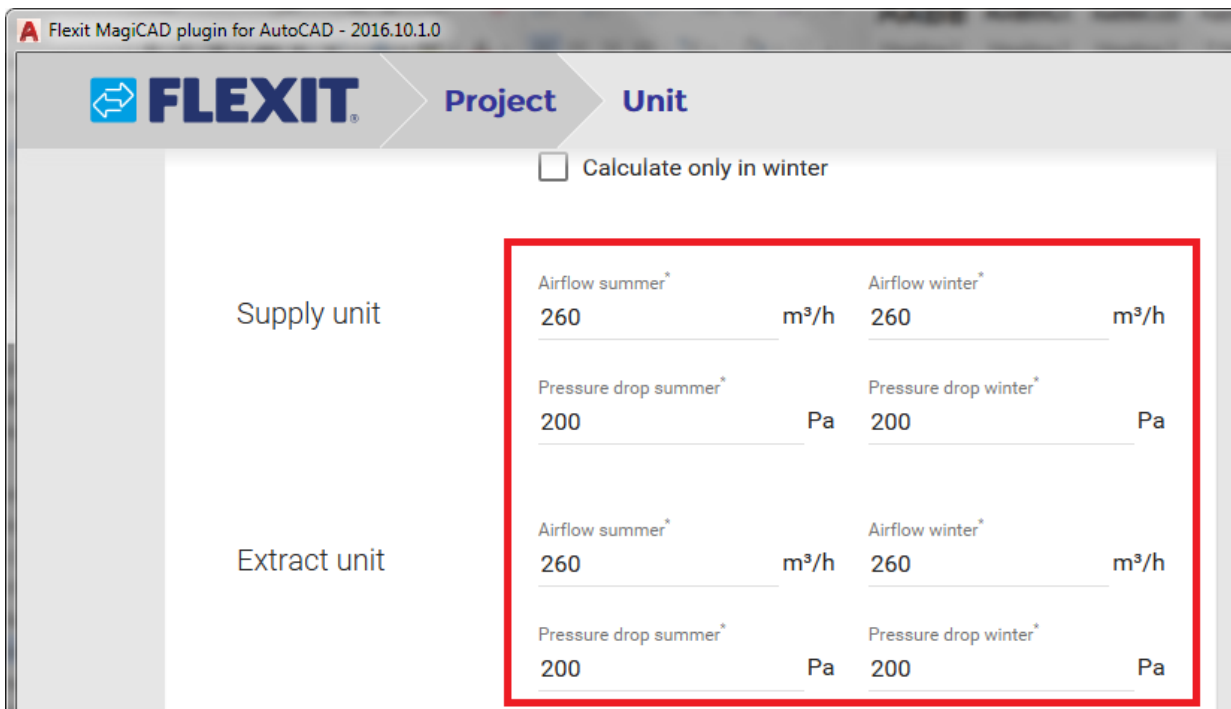 Flexit MagiCAD plugin for AutoCAD - 2016.10.1.0
FLEXIT® Project Unit
Calculate only in winter
Supply unit
Airflow summer* Airflow winter*
260 m³/h 260 m³/h
Pressure drop summer* Pressure drop winter*
200 Pa 200 Pa
Extract unit
Airflow summer* Airflow winter*
260 m³/h 260 m³/h
Pressure drop summer* Pressure drop winter*
200 Pa 200 Pa